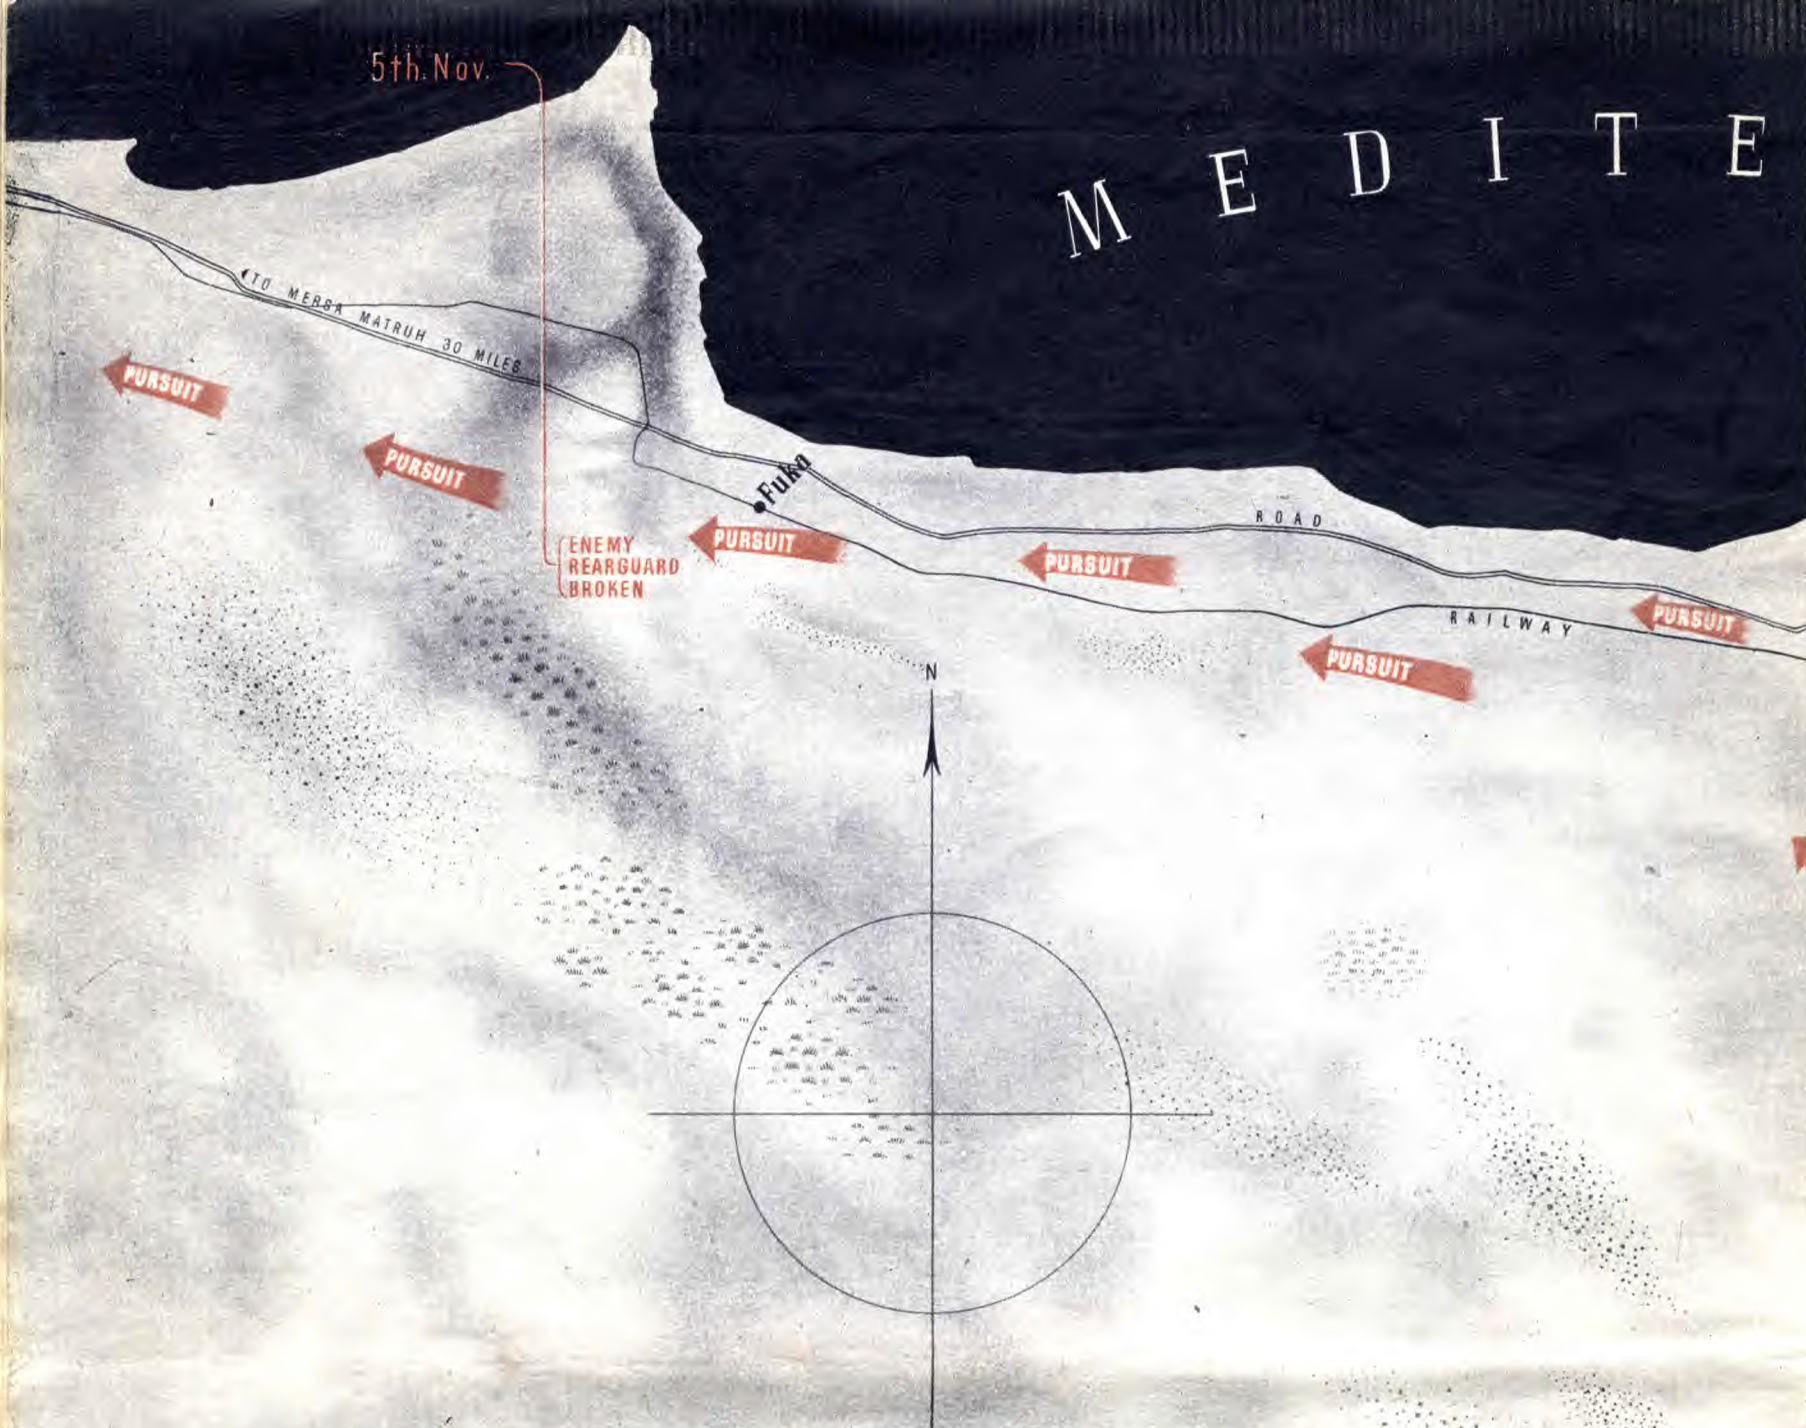 5th. Nov.
MEDITE
TO MERSA MATRUH 30 MILES
PURSUIT
PURSUIT
Fuka
ROAD
PURSUIT
ENEMY
REARGUARD
BROKEN
PURSUIT
PURSUIT
RAILWAY
PURSUIT
N